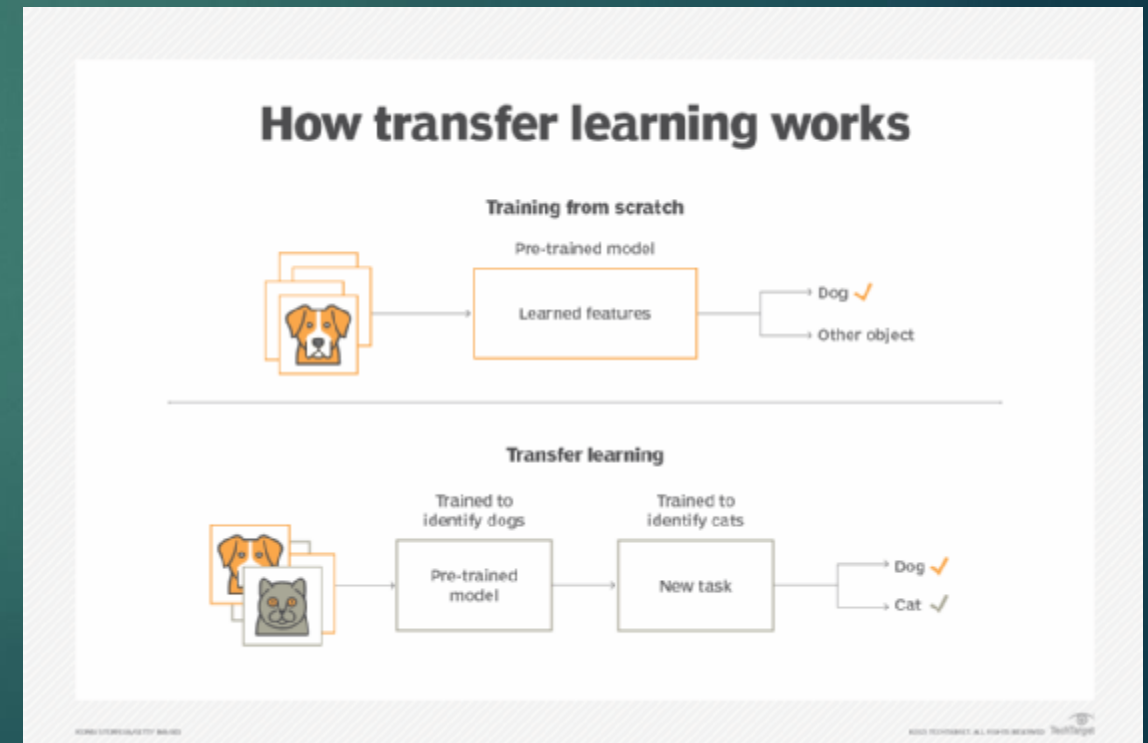 How transfer learning works
Training from scratch
Pre-trained model
Learned features
Dog
Other object
Transfer learning
Trained to
identify dogs
Trained to
identify cats
Pre-trained
model
New task
Dog
Cat
TechTarget